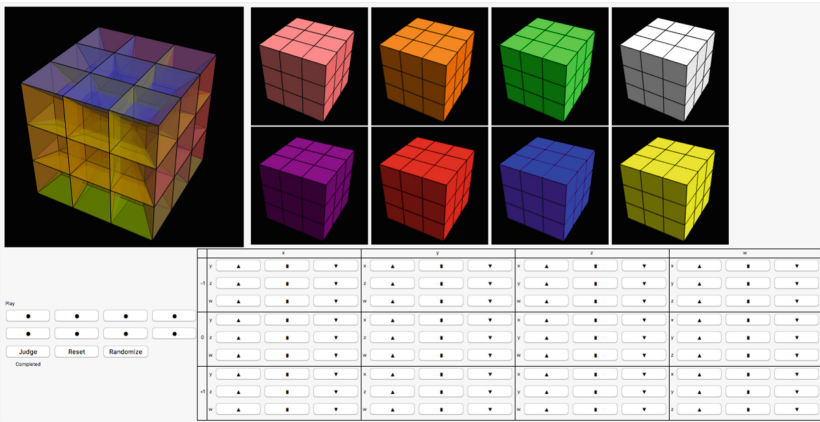 x y z w
y x x x
-1 z z y y
w w w z
Play
y x x x
0 z z y y
w w w z
Judge Reset Randomize
Completed
y x x x
+1 z z y y
w w w z